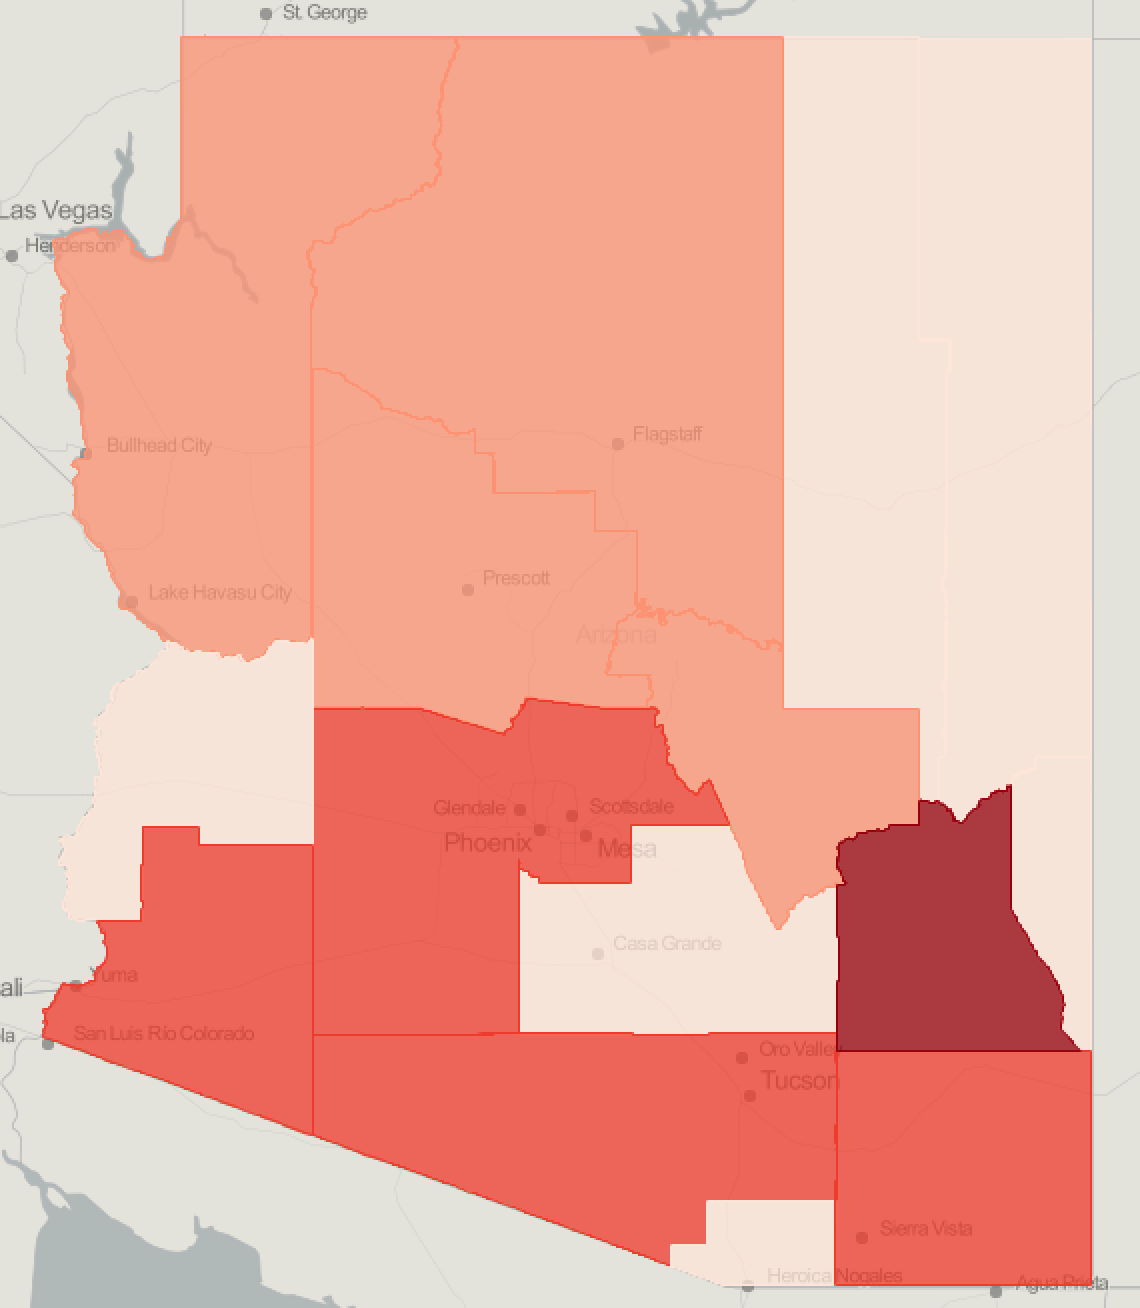 St. George
Las Vegas
Henderson
Bullhead City
Flagstaff
Lake Havasu City
Prescott
Arizona
Glendale
Scottsdale
Phoenix
Mesa
Casa Grande
Yuma
ali
San Luis Río Colorado
la
Oro Valley
Tucson
Sierra Vista
Heroica Nogales
Agua Prieta